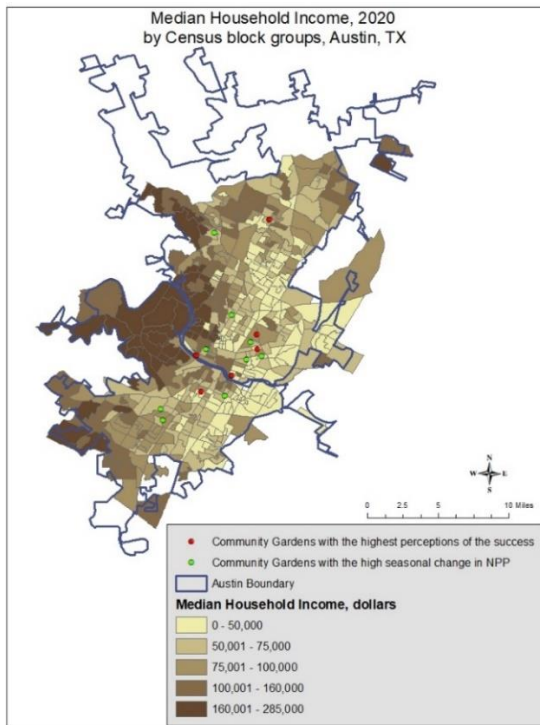 Median Household Income, 2020
by Census block groups, Austin, TX
N
W E
S
0 2.5 5 10 Miles
Community Gardens with the highest perceptions of the success
Community Gardens with the high seasonal change in NPP
Austin Boundary
Median Household Income, dollars
0 - 50,000
50,001 - 75,000
75,001 - 100,000
100,001 - 160,000
160,001 - 285,000